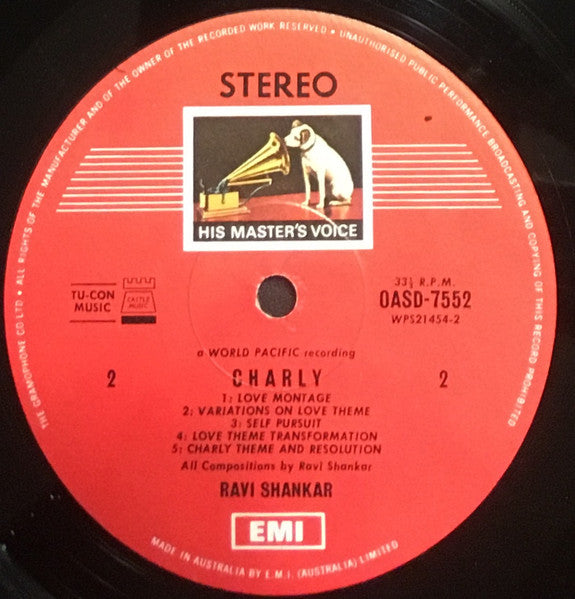 ALL RIGHTS OF THE MANUFACTURER AND OF THE OWNER OF THE RECORDED WORK RESERVED • UNAUTHORISED PUBLIC PERFORMANCE BROADCASTING AND COPYING OF THIS RECORD PROHIBITED
THE GRAMOPHONE CO LTD •
STEREO
HIS MASTER'S VOICE
TU-CON
MUSIC
CASTLE
MUSIC
33⅓ R.P.M.
OASD-7552
WPS21454-2
a WORLD PACIFIC recording
2 CHARLY 2
1: LOVE MONTAGE
2: VARIATIONS ON LOVE THEME
3: SELF PURSUIT
4: LOVE THEME TRANSFORMATION
5: CHARLY THEME AND RESOLUTION
All Compositions by Ravi Shankar
RAVI SHANKAR
EMI
MADE IN AUSTRALIA BY E.M.I. (AUSTRALIA) LIMITED